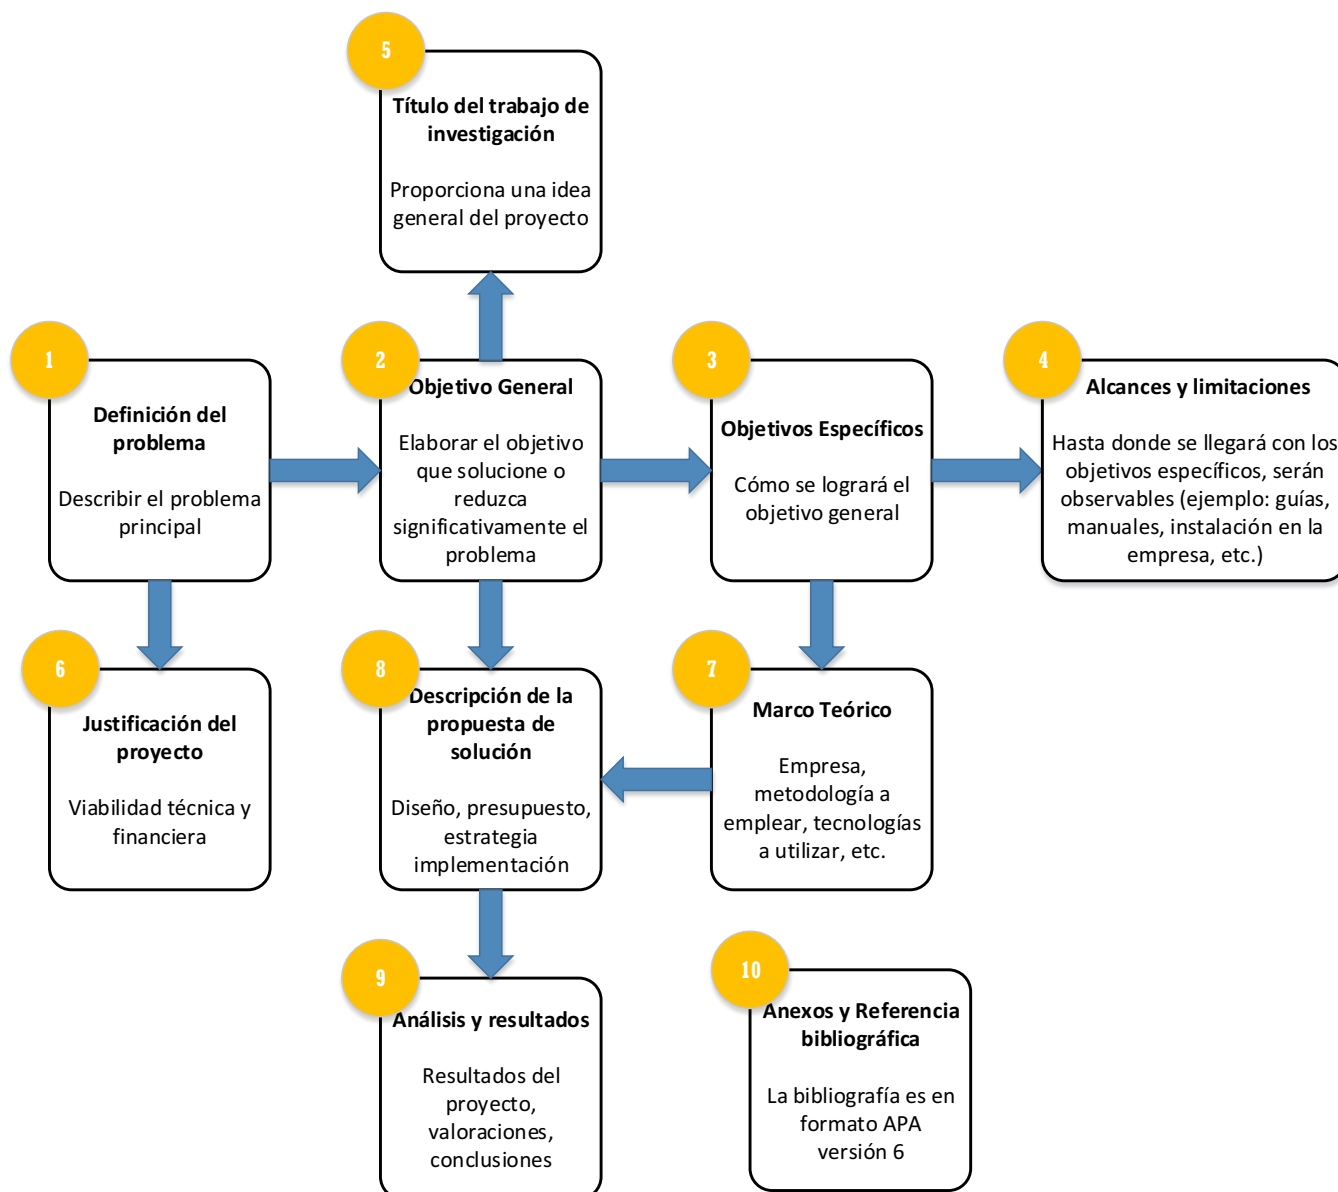 5
Título del trabajo de
investigación
Proporciona una idea
general del proyecto
1
Definición del
problema
Describir el problema
principal
2
Objetivo General
Elaborar el objetivo
que solucione o
reduzca
significativamente el
problema
3
Objetivos Específicos
Cómo se logrará el
objetivo general
4
Alcances y limitaciones
Hasta donde se llegará con los
objetivos específicos, serán
observables (ejemplo: guías,
manuales, instalación en la
empresa, etc.)
6
Justificación del
proyecto
Viabilidad técnica y
financiera
8
Descripción de la
propuesta de
solución
Diseño, presupuesto,
estrategia
implementación
7
Marco Teórico
Empresa,
metodología a
emplear, tecnologías
a utilizar, etc.
9
Análisis y resultados
Resultados del
proyecto,
valoraciones,
conclusiones
10
Anexos y Referencia
bibliográfica
La bibliografía es en
formato APA
versión 6